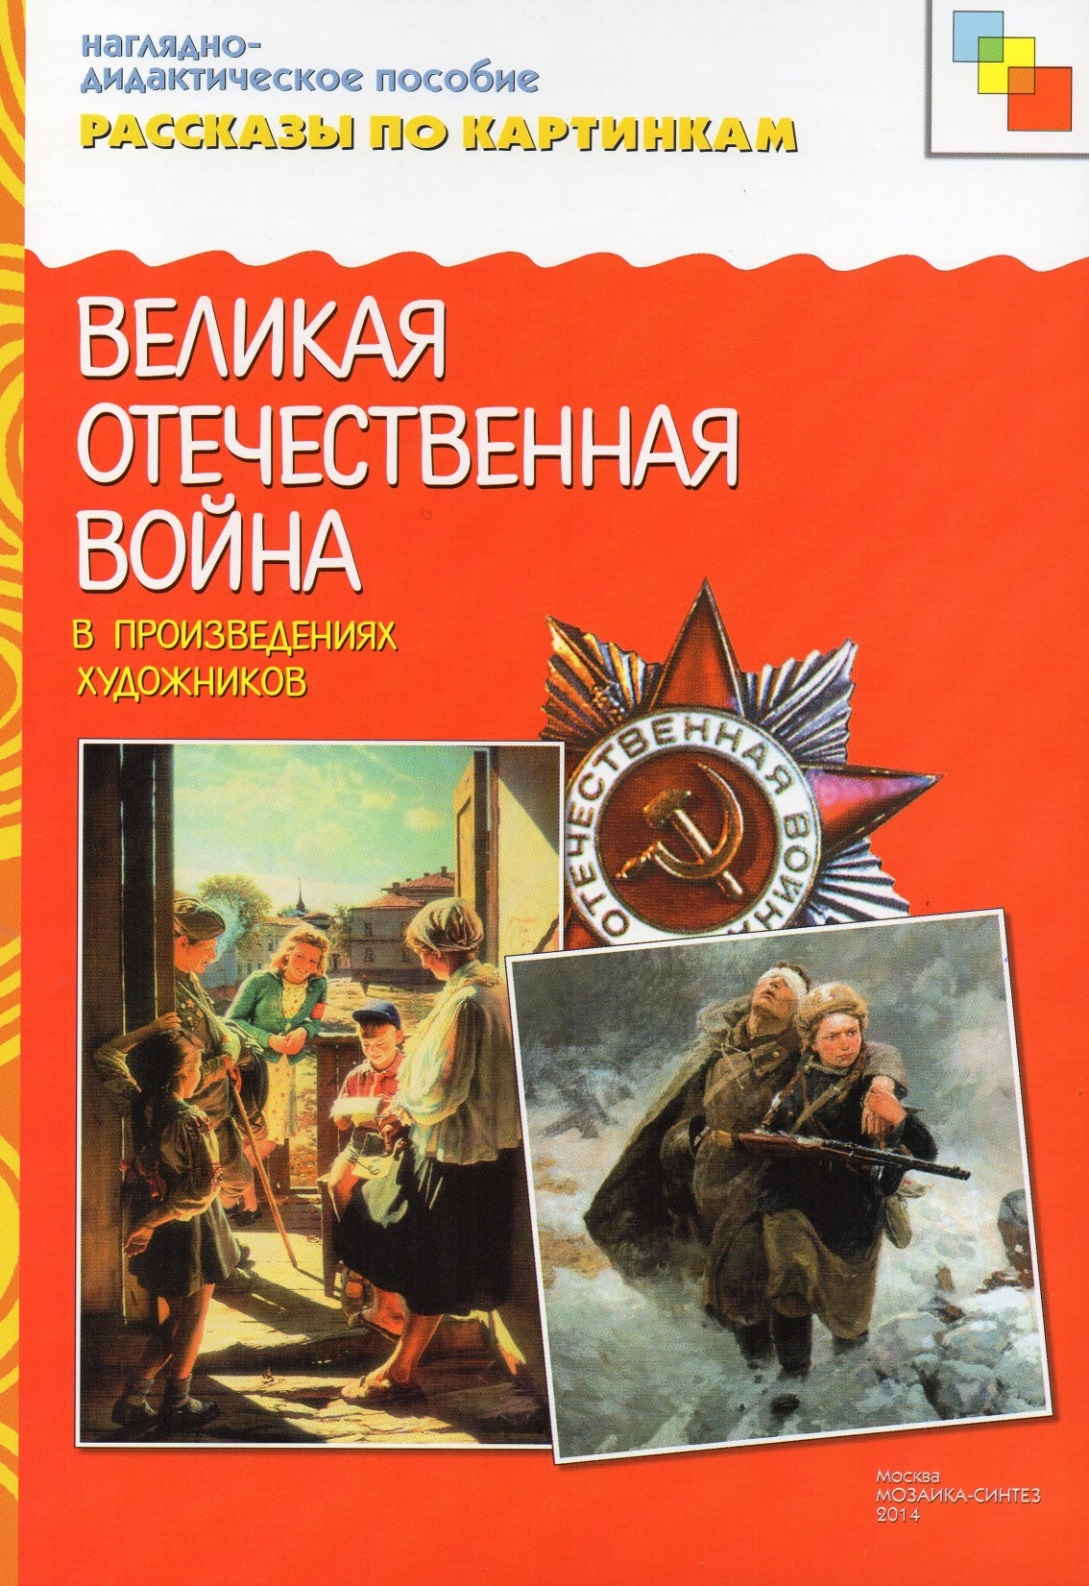 наглядно-
дидактическое пособие
РАССКАЗЫ ПО КАРТИНКАМ
ВЕЛИКАЯ
ОТЕЧЕСТВЕННАЯ
ВОЙНА
В ПРОИЗВЕДЕНИЯХ
ХУДОЖНИКОВ
ОТЕЧЕСТВЕННАЯ ВОЙНА
Москва
МОЗАИКА-СИНТЕЗ
2014